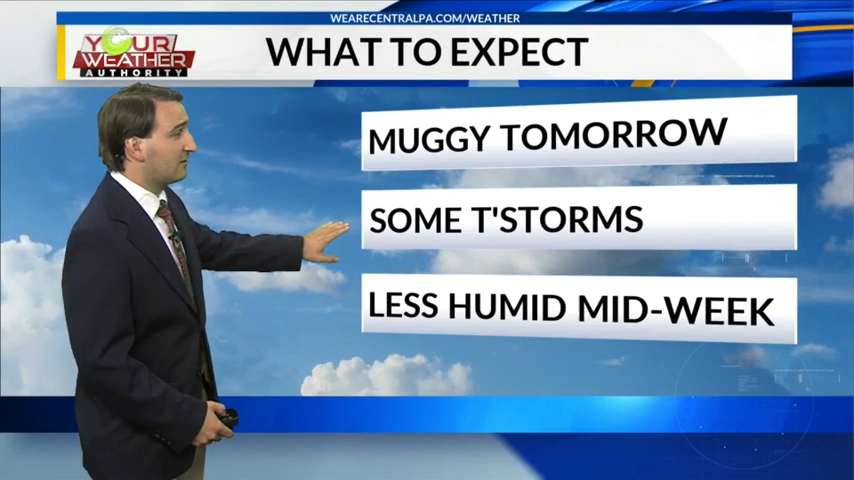 WEARECENTRALPA.COM/WEATHER
YOUR
WEATHER
AUTHORITY
WHAT TO EXPECT
MUGGY TOMORROW
SOME T'STORMS
LESS HUMID MID-WEEK